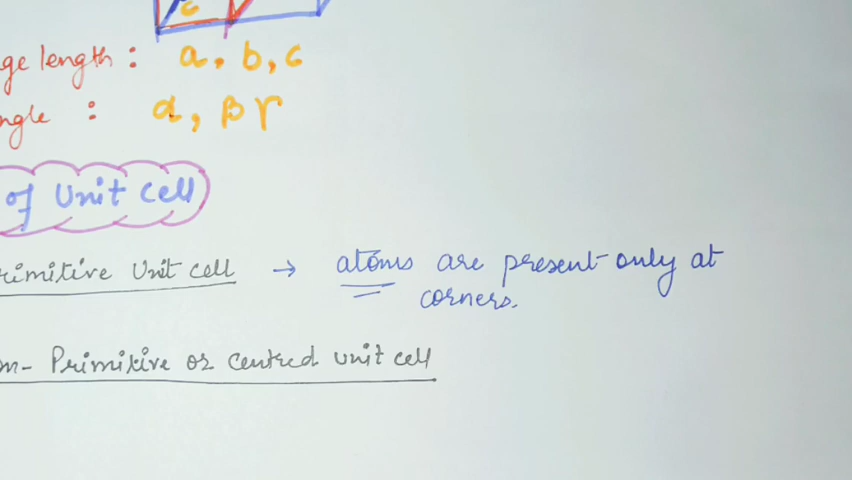 c
ge length : a, b, c
ngle : α, β γ
of Unit Cell
rimitive Unit cell → atoms are present only at
corners.
n- Primitive or centred unit cell